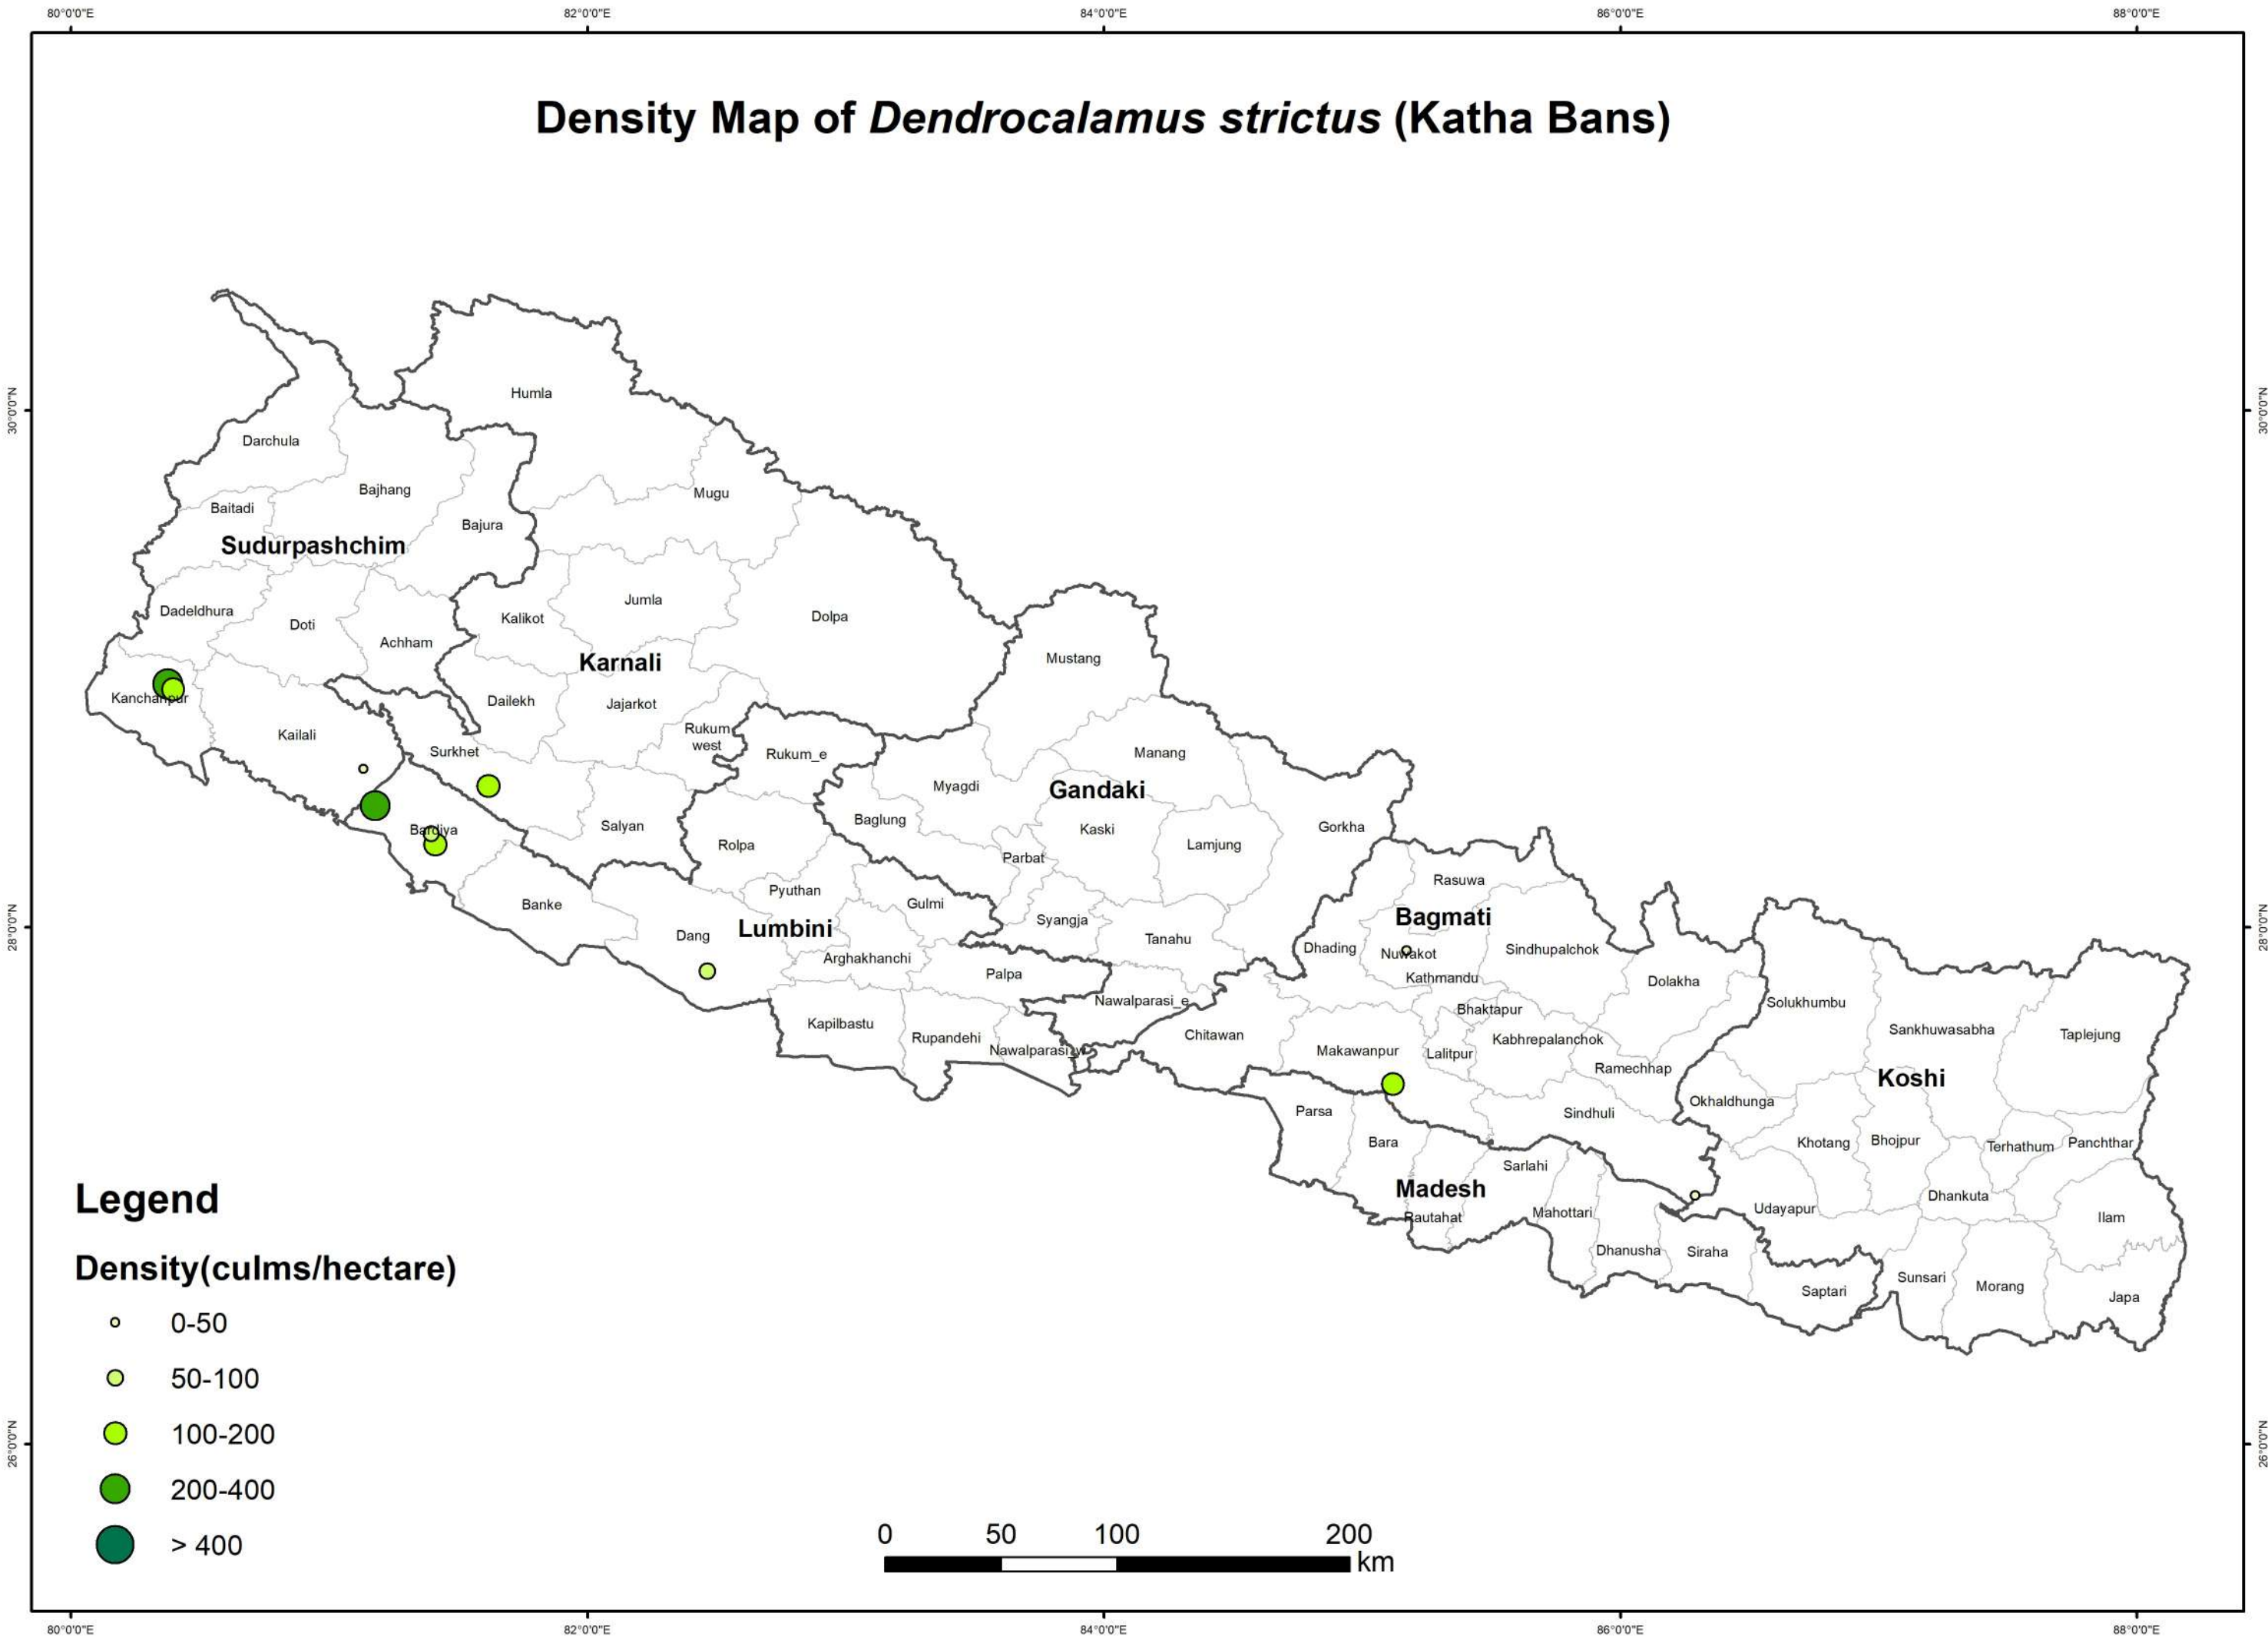 80°0'0"E 82°0'0"E 84°0'0"E 86°0'0"E 88°0'0"E
Density Map of Dendrocalamus strictus (Katha Bans)
30°0'0"N 30°0'0"N
28°0'0"N 28°0'0"N
26°0'0"N 26°0'0"N
Humla
Darchula
Bajhang
Mugu
Baitadi
Bajura
Sudurpashchim
Jumla
Dadeldhura
Doti
Kalikot
Dolpa
Achham
Karnali
Mustang
Kanchanpur
Dailekh
Jajarkot
Kailali
Rukum
west
Surkhet
Rukum_e
Manang
Myagdi
Gandaki
Baglung
Salyan
Gorkha
Kaski
Bardiya
Rolpa
Lamjung
Parbat
Rasuwa
Pyuthan
Banke
Gulmi
Bagmati
Syangja
Lumbini
Dang
Tanahu
Dhading
Sindhupalchok
Nuwakot
Arghakhanchi
Palpa
Kathmandu
Dolakha
Nawalparasi_e
Solukhumbu
Bhaktapur
Kapilbastu
Sankhuwasabha
Chitawan
Taplejung
Rupandehi
Kabhrepalanchok
Nawalparasi_w
Makawanpur
Lalitpur
Ramechhap
Koshi
Okhaldhunga
Parsa
Sindhuli
Bara
Khotang
Bhojpur
Terhathum
Panchthar
Sarlahi
Madesh
Dhankuta
Udayapur
Mahottari
Rautahat
Ilam
Dhanusha
Siraha
Sunsari
Morang
Saptari
Japa
Legend
Density(culms/hectare)
0-50
50-100
100-200
200-400
> 400
0 50 100 200
km
80°0'0"E 82°0'0"E 84°0'0"E 86°0'0"E 88°0'0"E